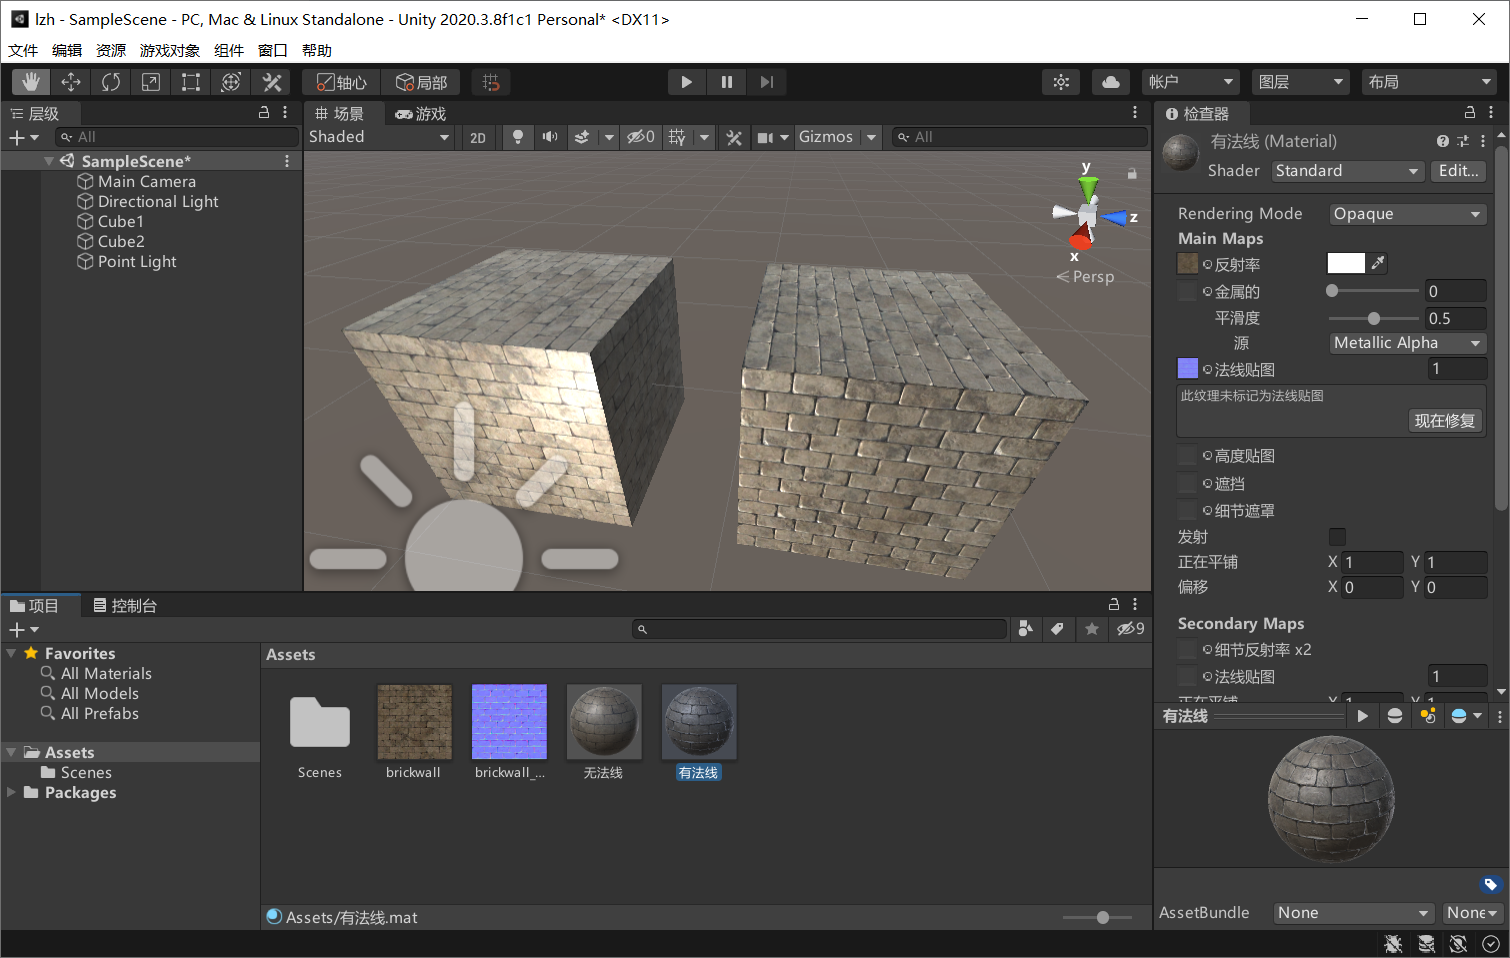 lzh - SampleScene - PC, Mac & Linux Standalone - Unity 2020.3.8f1c1 Personal* <DX11>
文件 编辑 资源 游戏对象 组件 窗口 帮助
轴心 局部 帐户 图层 布局
层级
All
SampleScene*
Main Camera
Directional Light
Cube1
Cube2
Point Light
场景 游戏
Shaded 2D 0 Gizmos All
y
z
x
Persp
检查器
有法线 (Material)
Shader Standard Edit...
Rendering Mode Opaque
Main Maps
反射率
金属的 0
平滑度 0.5
源 Metallic Alpha
法线贴图 1
此纹理未标记为法线贴图
现在修复
高度贴图
遮挡
细节遮罩
发射
正在平铺 X 1 Y 1
偏移 X 0 Y 0
Secondary Maps
细节反射率 x2
法线贴图 1
正在平铺 X 1 Y 1
有法线
AssetBundle None None
项目 控制台
9
Favorites
All Materials
All Models
All Prefabs
Assets
Scenes
Packages
Assets
Scenes brickwall brickwall_... 无法线 有法线
Assets/有法线.mat